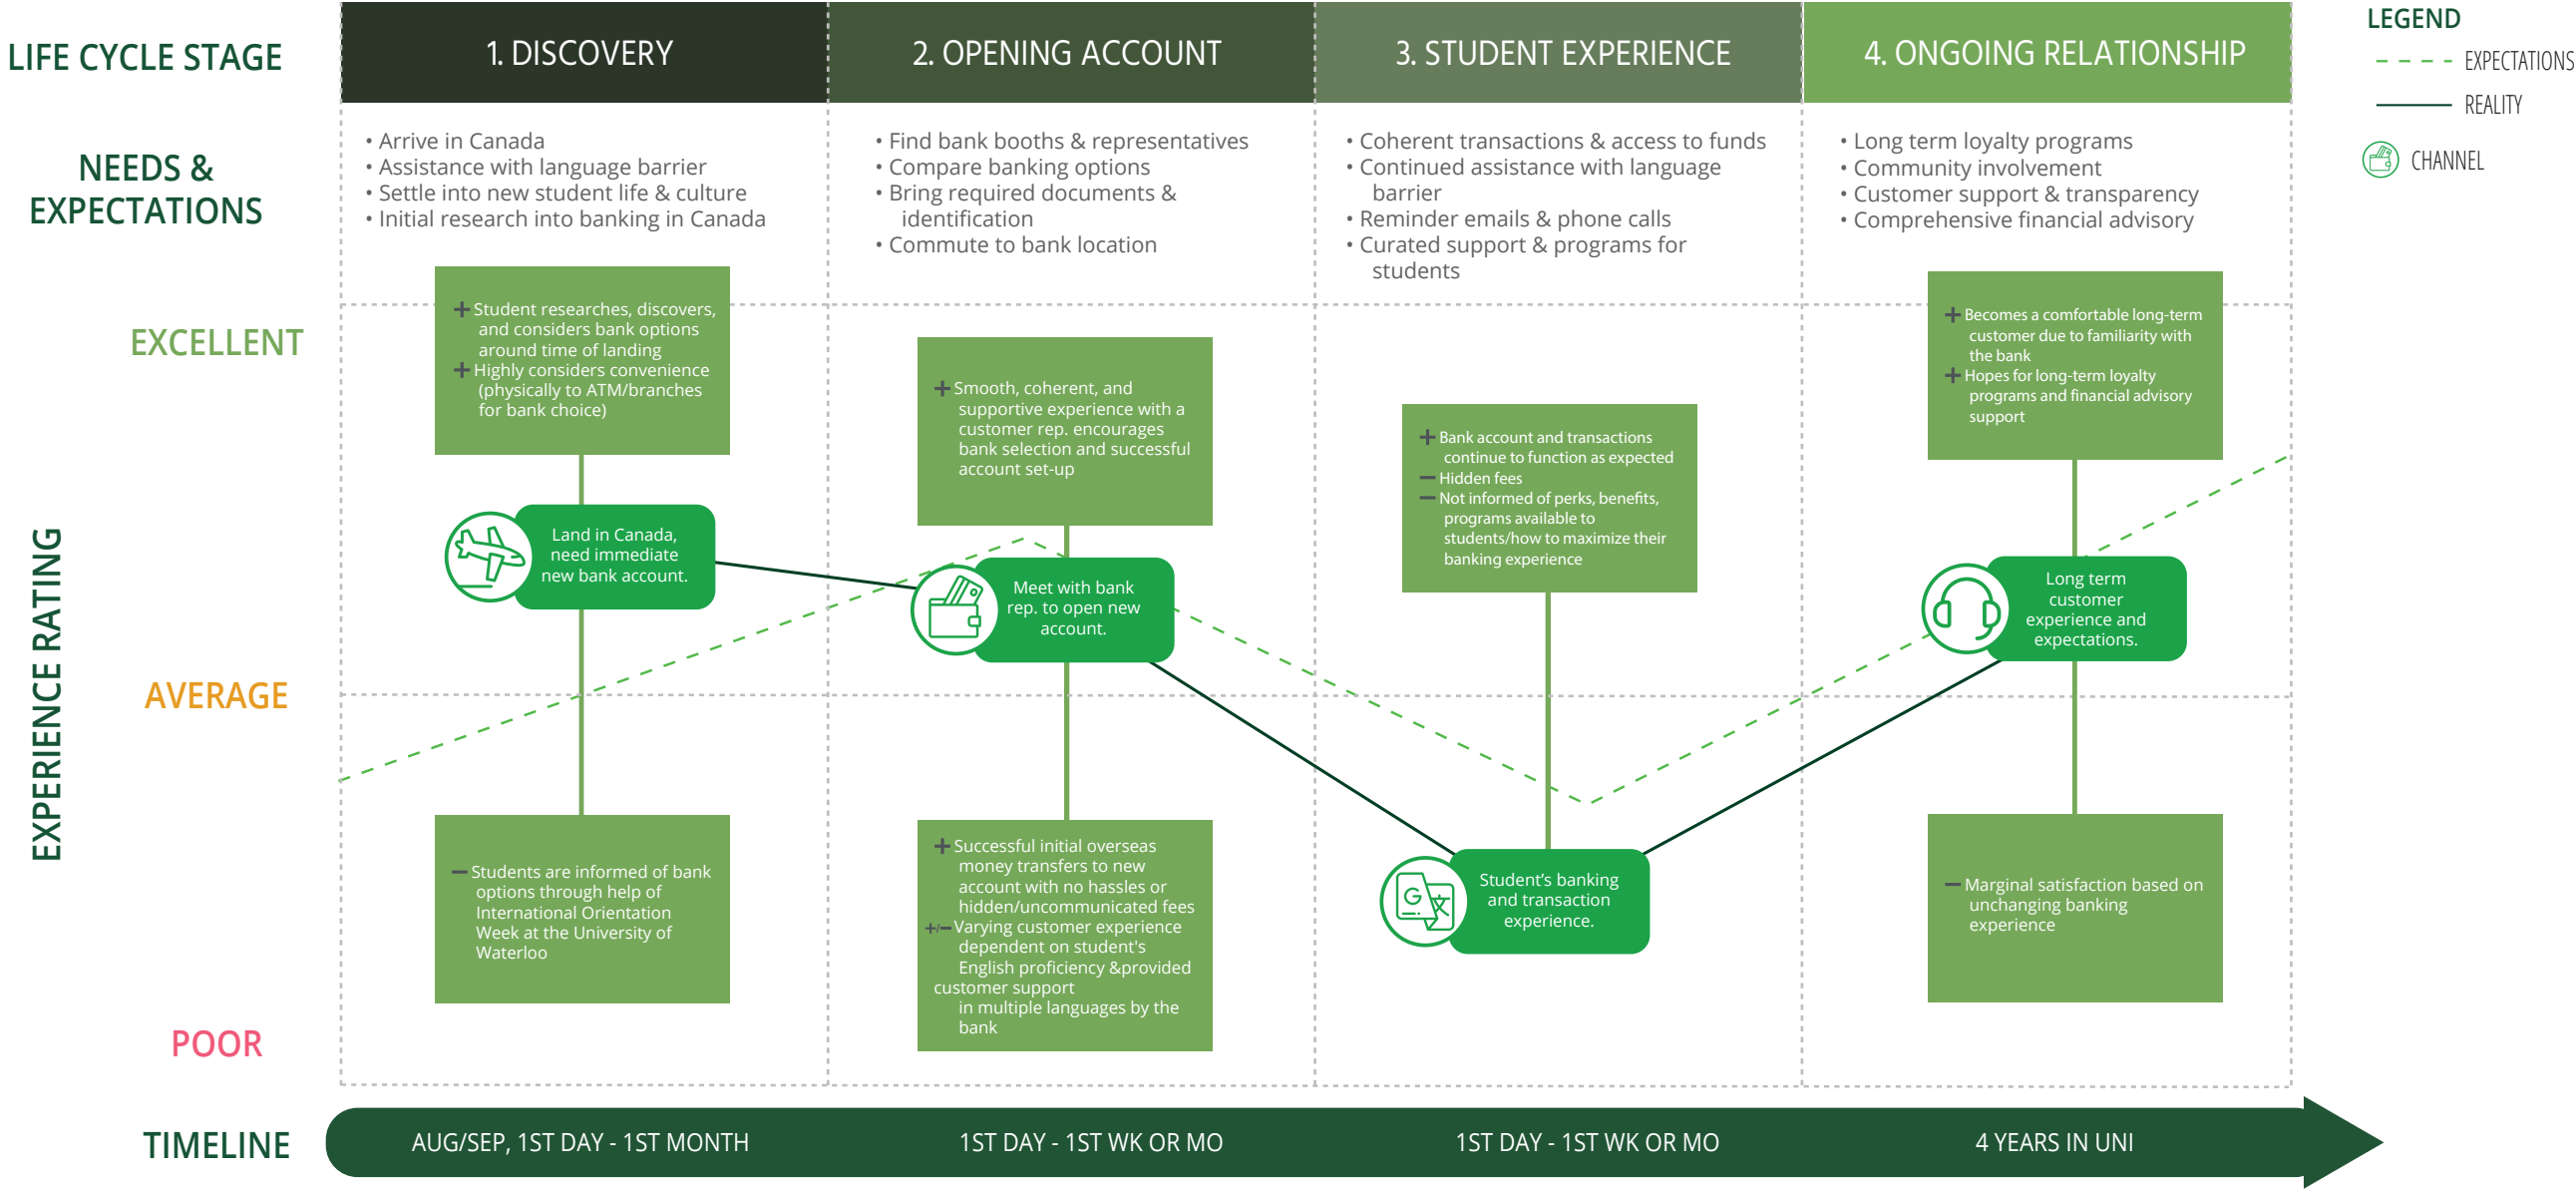 LIFE CYCLE STAGE
1. DISCOVERY
2. OPENING ACCOUNT
3. STUDENT EXPERIENCE
4. ONGOING RELATIONSHIP
LEGEND
EXPECTATIONS
REALITY
CHANNEL
NEEDS &
EXPECTATIONS
• Arrive in Canada
• Assistance with language barrier
• Settle into new student life & culture
• Initial research into banking in Canada
• Find bank booths & representatives
• Compare banking options
• Bring required documents &
identification
• Commute to bank location
• Coherent transactions & access to funds
• Continued assistance with language
barrier
• Reminder emails & phone calls
• Curated support & programs for
students
• Long term loyalty programs
• Community involvement
• Customer support & transparency
• Comprehensive financial advisory
EXPERIENCE RATING
EXCELLENT
AVERAGE
POOR
+ Student researches, discovers,
and considers bank options
around time of landing
+ Highly considers convenience
(physically to ATM/branches
for bank choice)
Land in Canada,
need immediate
new bank account.
− Students are informed of bank
options through help of
International Orientation
Week at the University of
Waterloo
+ Smooth, coherent, and
supportive experience with a
customer rep. encourages
bank selection and successful
account set-up
Meet with bank
rep. to open new
account.
+ Successful initial overseas
money transfers to new
account with no hassles or
hidden/uncommunicated fees
+/− Varying customer experience
dependent on student's
English proficiency &provided
customer support
in multiple languages by the
bank
+ Bank account and transactions
continue to function as expected
− Hidden fees
− Not informed of perks, benefits,
programs available to
students/how to maximize their
banking experience
G 文
Student’s banking
and transaction
experience.
+ Becomes a comfortable long-term
customer due to familiarity with
the bank
+ Hopes for long-term loyalty
programs and financial advisory
support
Long term
customer
experience and
expectations.
− Marginal satisfaction based on
unchanging banking
experience
TIMELINE
AUG/SEP, 1ST DAY - 1ST MONTH
1ST DAY - 1ST WK OR MO
1ST DAY - 1ST WK OR MO
4 YEARS IN UNI